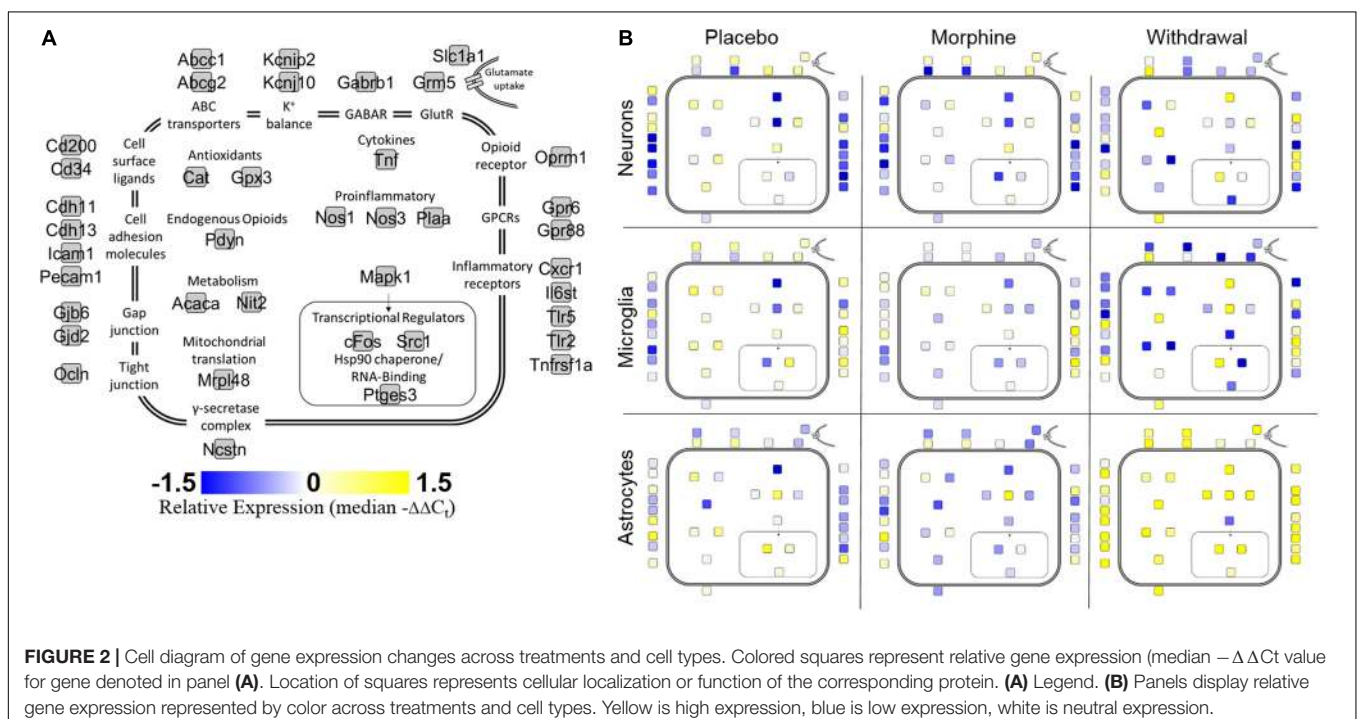 A
Abcc1
Abcg2
ABC
transporters
Kcnip2
Kcnj10
K+
balance
Gabrb1
GABAR
Slc1a1
Grm5
GlutR
Glutamate
uptake
Cd200
Cd34
Cell
surface
ligands
Antioxidants
Cat Gpx3
Cytokines
Tnf
Opioid
receptor
Oprm1
Cdh11
Cdh13
Icam1
Pecam1
Cell
adhesion
molecules
Endogenous Opioids
Pdyn
Proinflammatory
Nos1 Nos3 Plaa
GPCRs
Gpr6
Gpr88
Inflammatory
receptors
Cxcr1
Il6st
Tlr5
Tlr2
Tnfrsf1a
Gjb6
Gjd2
Gap
junction
Metabolism
Acaca Nit2
Mapk1
Ocln
Tight
junction
Mitochondrial
translation
Mrpl48
Transcriptional Regulators
cFos Src1
Hsp90 chaperone/
RNA-Binding
Ptges3
γ-secretase
complex
Ncstn
-1.5 0 1.5
Relative Expression (median -ΔΔCt)
B
Placebo Morphine Withdrawal
Neurons
Microglia
Astrocytes
FIGURE 2 | Cell diagram of gene expression changes across treatments and cell types. Colored squares represent relative gene expression (median −ΔΔCt value
for gene denoted in panel (A). Location of squares represents cellular localization or function of the corresponding protein. (A) Legend. (B) Panels display relative
gene expression represented by color across treatments and cell types. Yellow is high expression, blue is low expression, white is neutral expression.